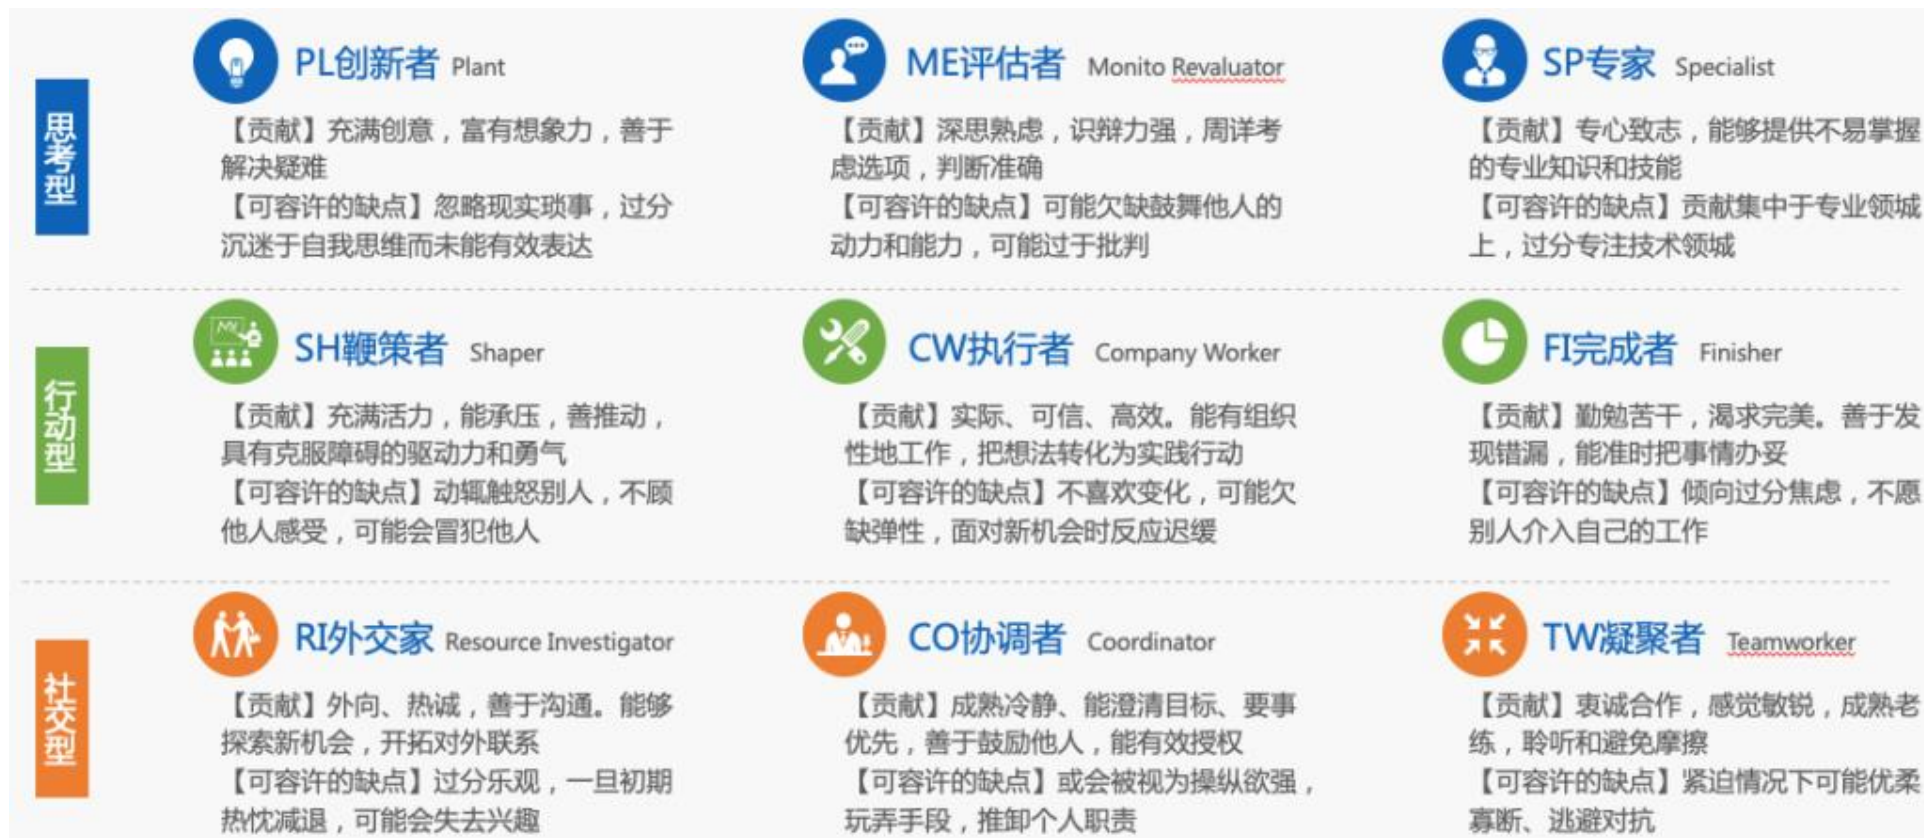 思考型
PL创新者 Plant
【贡献】充满创意，富有想象力，善于
解决疑难
【可容许的缺点】忽略现实琐事，过分
沉迷于自我思维而未能有效表达
ME评估者 Monito Revaluator
【贡献】深思熟虑，识辩力强，周详考
虑选项，判断准确
【可容许的缺点】可能欠缺鼓舞他人的
动力和能力，可能过于批判
SP专家 Specialist
【贡献】专心致志，能够提供不易掌握
的专业知识和技能
【可容许的缺点】贡献集中于专业领城
上，过分专注技术领城
行动型
SH鞭策者 Shaper
【贡献】充满活力，能承压，善推动，
具有克服障碍的驱动力和勇气
【可容许的缺点】动辄触怒别人，不顾
他人感受，可能会冒犯他人
CW执行者 Company Worker
【贡献】实际、可信、高效。能有组织
性地工作，把想法转化为实践行动
【可容许的缺点】不喜欢变化，可能欠
缺弹性，面对新机会时反应迟缓
FI完成者 Finisher
【贡献】勤勉苦干，渴求完美。善于发
现错漏，能准时把事情办妥
【可容许的缺点】倾向过分焦虑，不愿
别人介入自己的工作
社交型
RI外交家 Resource Investigator
【贡献】外向、热诚，善于沟通。能够
探索新机会，开拓对外联系
【可容许的缺点】过分乐观，一旦初期
热忱减退，可能会失去兴趣
CO协调者 Coordinator
【贡献】成熟冷静、能澄清目标、要事
优先，善于鼓励他人，能有效授权
【可容许的缺点】或会被视为操纵欲强，
玩弄手段，推卸个人职责
TW凝聚者 Teamworker
【贡献】衷诚合作，感觉敏锐，成熟老
练，聆听和避免摩擦
【可容许的缺点】紧迫情况下可能优柔
寡断、逃避对抗